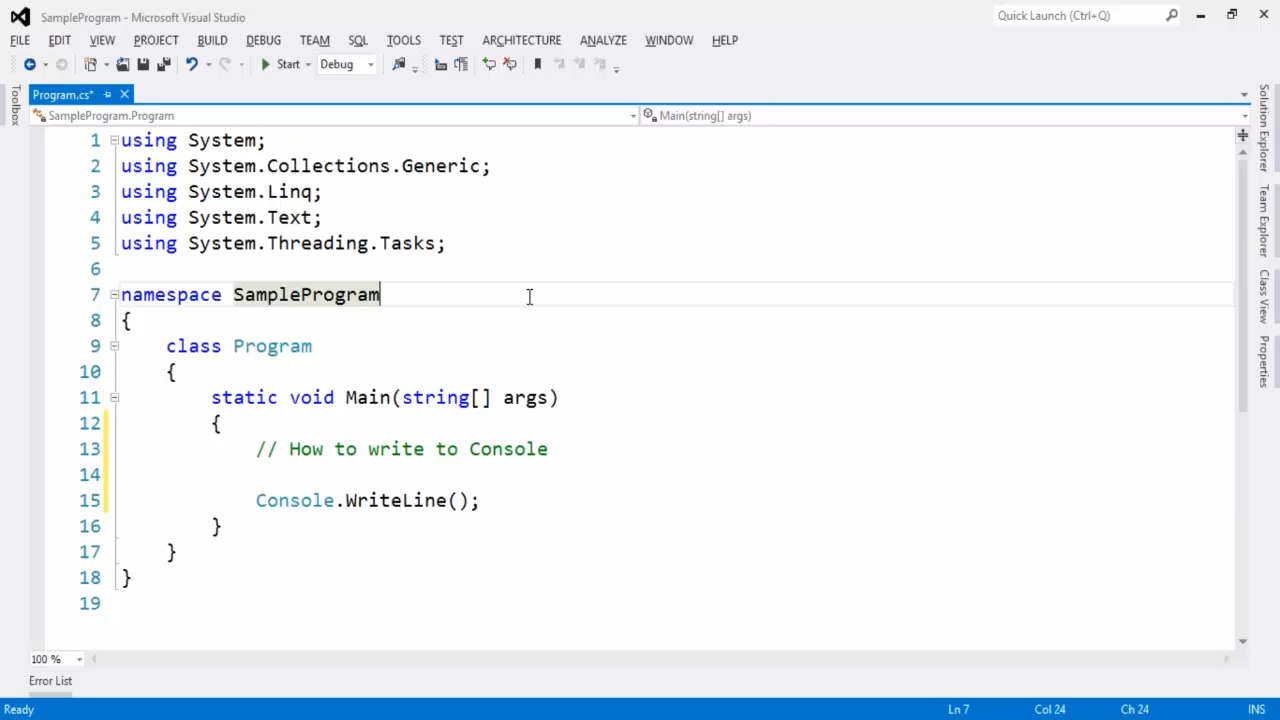 SampleProgram - Microsoft Visual Studio
Quick Launch (Ctrl+Q)
FILE EDIT VIEW PROJECT BUILD DEBUG TEAM SQL TOOLS TEST ARCHITECTURE ANALYZE WINDOW HELP
Start Debug
Toolbox
Program.cs*
SampleProgram.Program
Main(string[] args)
1 using System;
2 using System.Collections.Generic;
3 using System.Linq;
4 using System.Text;
5 using System.Threading.Tasks;
6
7 namespace SampleProgram
8 {
9 class Program
10 {
11 static void Main(string[] args)
12 {
13 // How to write to Console
14
15 Console.WriteLine();
16 }
17 }
18 }
19
Solution Explorer
Team Explorer
Class View
Properties
100 %
Error List
Ready
Ln 7
Col 24
Ch 24
INS